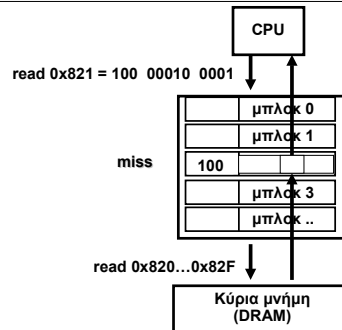 CPU
read 0x821 = 100 00010 0001
μπλοκ 0
μπλοκ 1
miss
100
μπλοκ 3
μπλοκ ..
read 0x820...0x82F
Κύρια μνήμη
(DRAM)